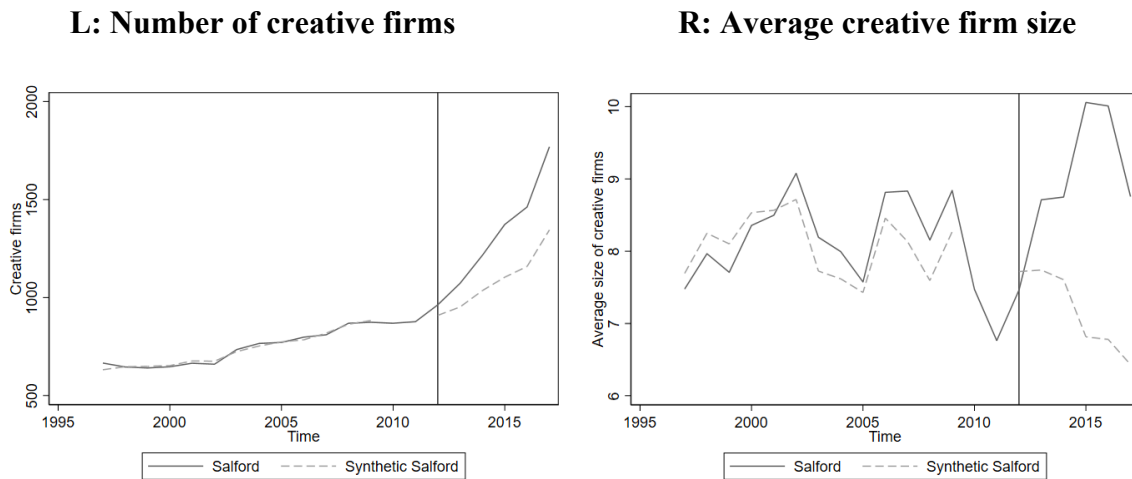 L: Number of creative firms
R: Average creative firm size
Creative firms
2000
1500
1000
500
1995
2000
2005
2010
2015
Time
Salford
Synthetic Salford
Average size of creative firms
10
9
8
7
6
1995
2000
2005
2010
2015
Time
Salford
Synthetic Salford